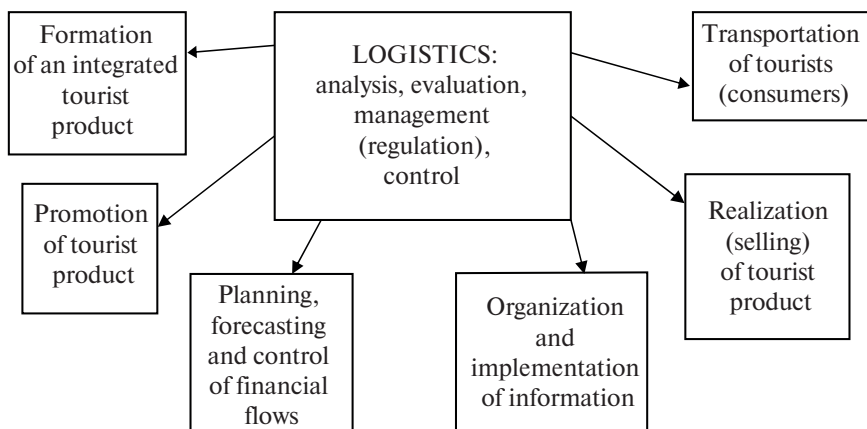 Formation
of an integrated
tourist
product
LOGISTICS:
analysis, evaluation,
management
(regulation),
control
Transportation
of tourists
(consumers)
Promotion
of tourist
product
Realization
(selling)
of tourist
product
Planning,
forecasting
and control
of financial
flows
Organization
and
implementation
of information